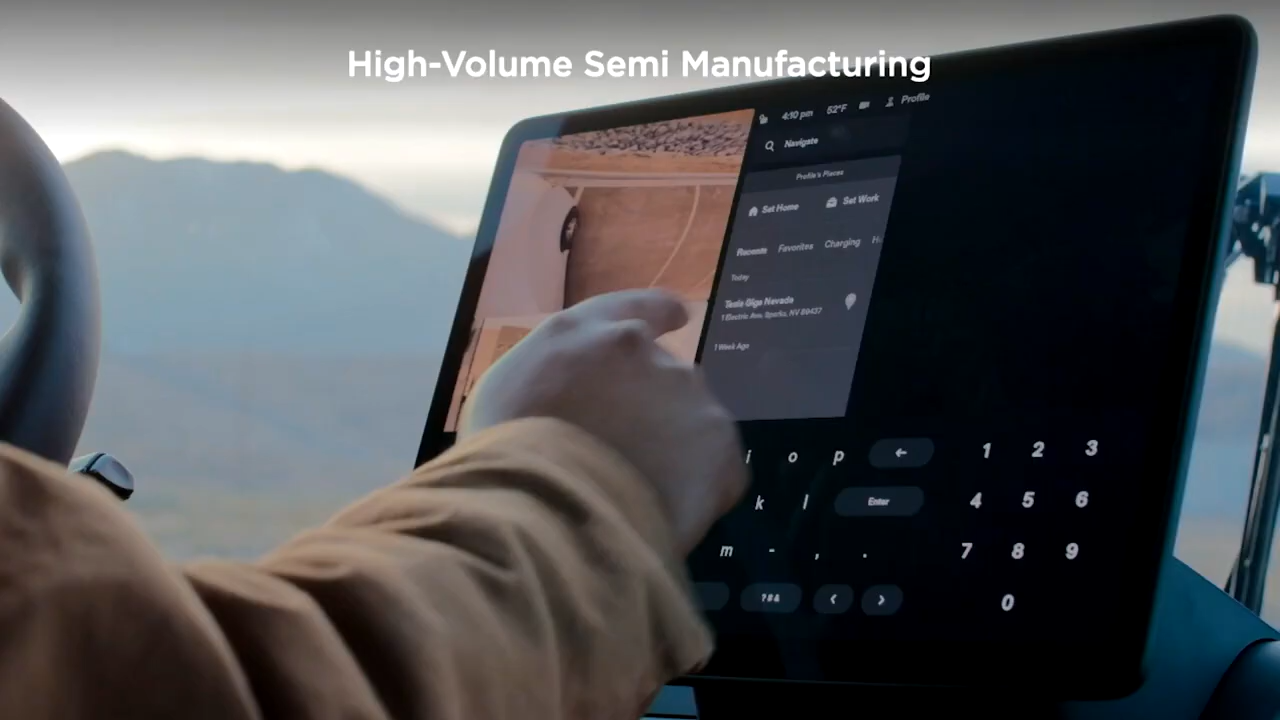 High-Volume Semi Manufacturing
4:10 pm 52°F Profile
Navigate
Profile's Places
Set Home Set Work
Recents Favorites Charging
Today
Tesla Giga Nevada
1 Electric Ave, Sparks, NV 89437
1 Week Ago
i o p ← 1 2 3
k l Enter 4 5 6
m - , . 7 8 9
?#& < > 0